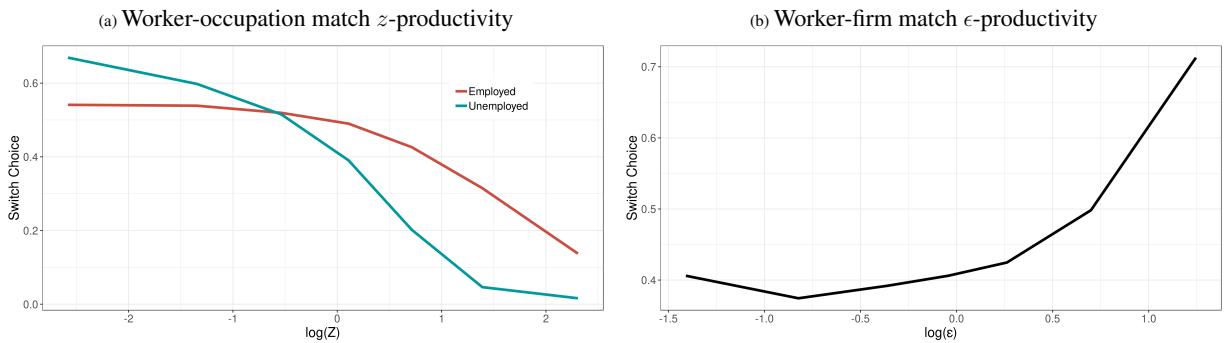 (a) Worker-occupation match z-productivity
Switch Choice
0.6
0.4
0.2
0.0
Employed
Unemployed
-2
-1
0
1
2
log(Z)
(b) Worker-firm match ϵ-productivity
Switch Choice
0.7
0.6
0.5
0.4
-1.5
-1.0
-0.5
0.0
0.5
1.0
log(ε)